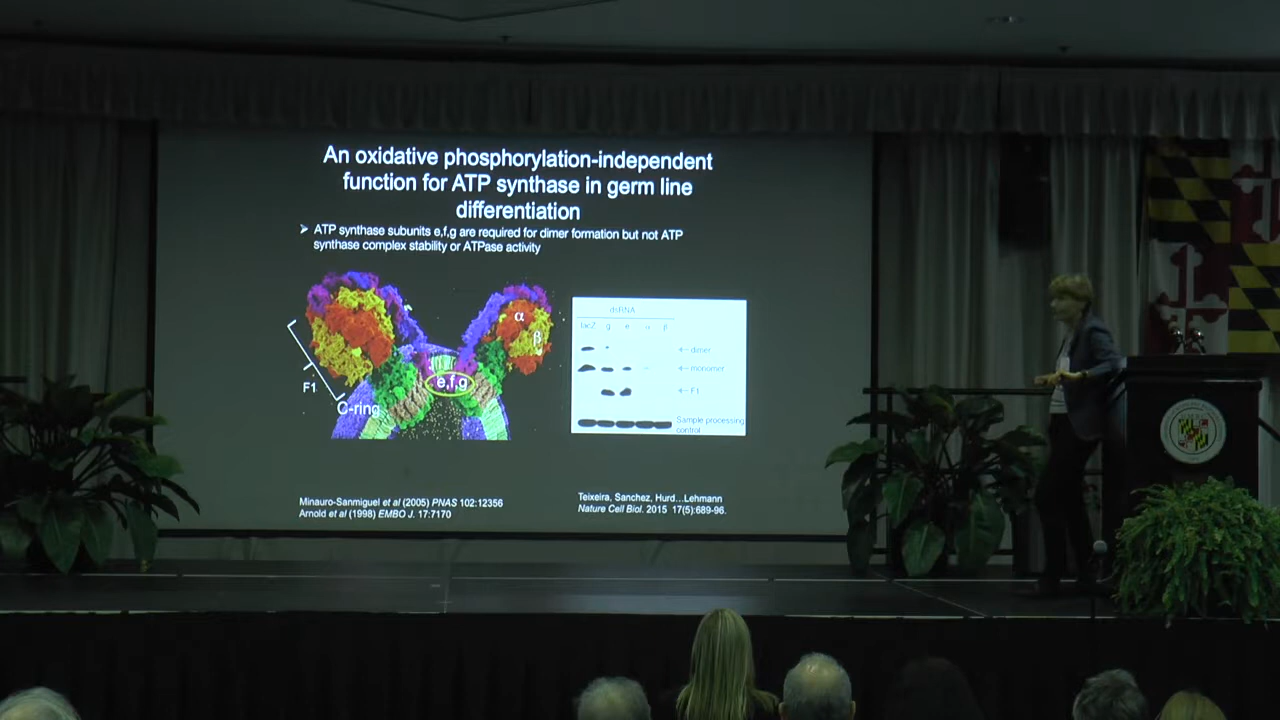 An oxidative phosphorylation-independent
function for ATP synthase in germ line
differentiation
ATP synthase subunits e,f,g are required for dimer formation but not ATP
synthase complex stability or ATPase activity
F1
C-ring
e,f,g
α
β
dsRNA
lacZ g e α β
dimer
monomer
F1
Sample processing
control
Minauro-Sanmiguel et al (2005) PNAS 102:12356
Arnold et al (1998) EMBO J. 17:7170
Teixeira, Sanchez, Hurd...Lehmann
Nature Cell Biol. 2015 17(5):689-96.